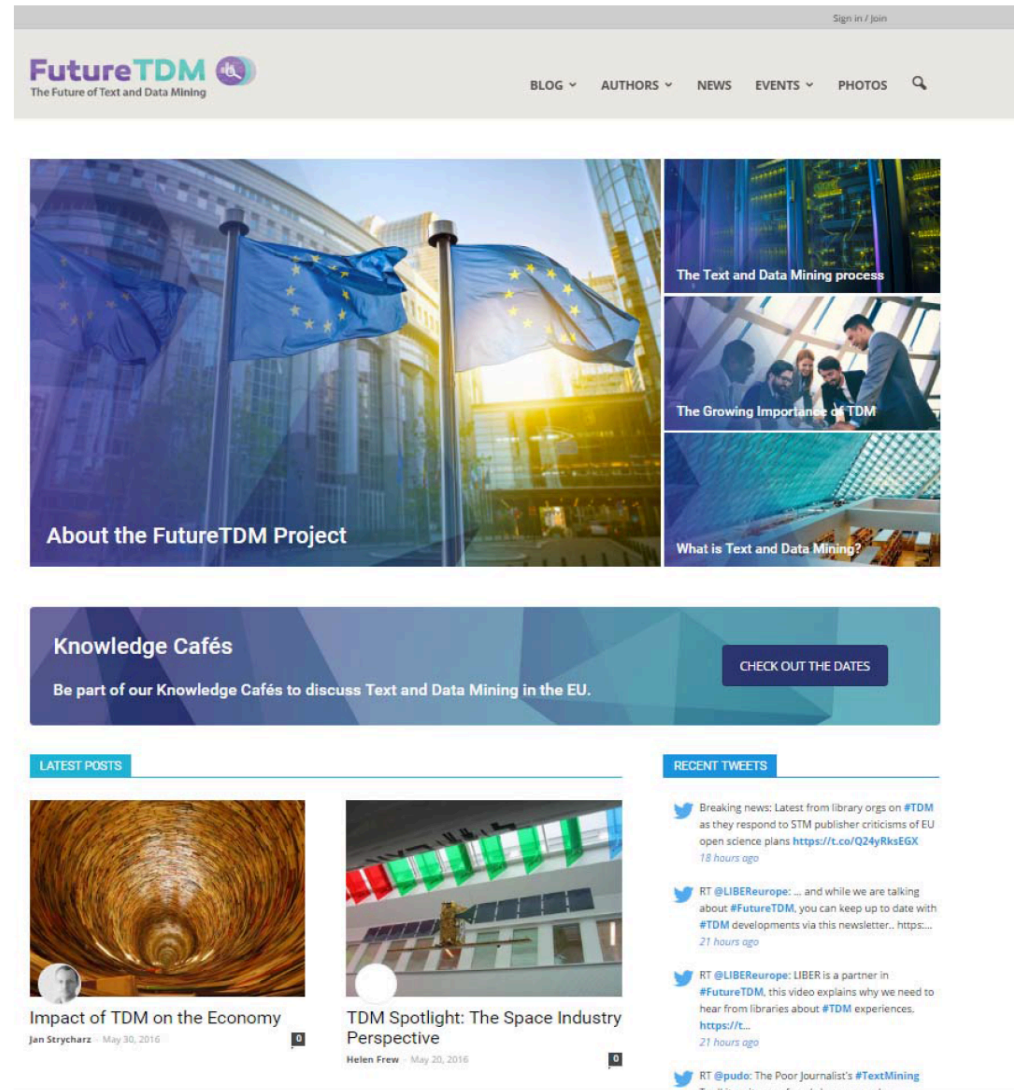 Sign in / Join
FutureTDM
The Future of Text and Data Mining
BLOG AUTHORS NEWS EVENTS PHOTOS
About the FutureTDM Project
The Text and Data Mining process
The Growing Importance of TDM
What is Text and Data Mining?
Knowledge Cafés
Be part of our Knowledge Cafés to discuss Text and Data Mining in the EU.
CHECK OUT THE DATES
LATEST POSTS
Impact of TDM on the Economy
Jan Strycharz - May 30, 2016
0
TDM Spotlight: The Space Industry
Perspective
Helen Frew - May 20, 2016
0
RECENT TWEETS
Breaking news: Latest from library orgs on #TDM
as they respond to STM publisher criticisms of EU
open science plans https://t.co/Q24yRksEGX
18 hours ago
RT @LIBEReurope: ... and while we are talking
about #FutureTDM, you can keep up to date with
#TDM developments via this newsletter.. https:...
21 hours ago
RT @LIBEReurope: LIBER is a partner in
#FutureTDM, this video explains why we need to
hear from libraries about #TDM experiences.
https://t...
21 hours ago
RT @pudo: The Poor Journalist's #TextMining